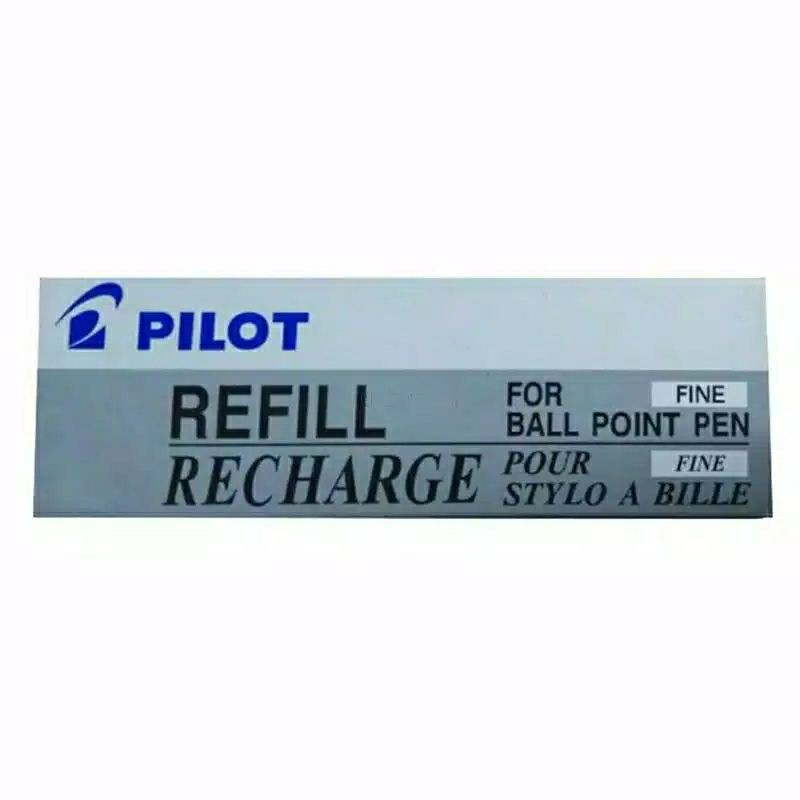 PILOT
REFILL
FOR FINE
BALL POINT PEN
RECHARGE
POUR FINE
STYLO A BILLE